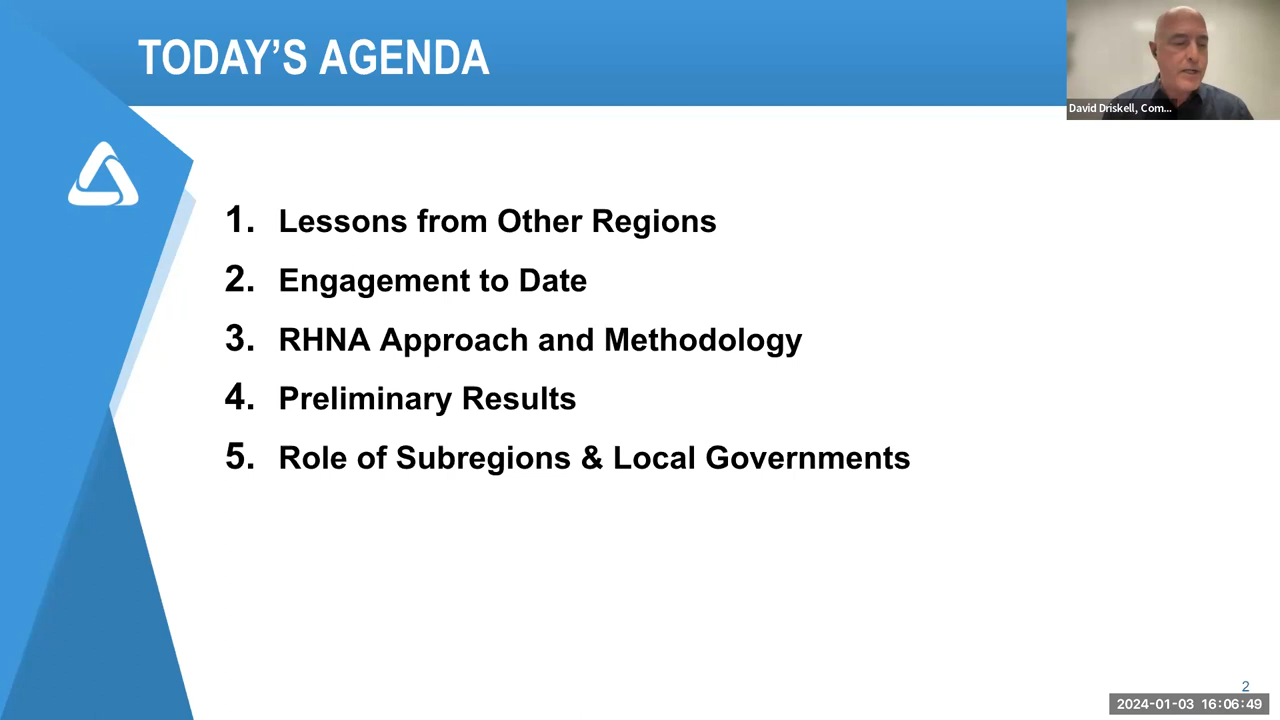 TODAY'S AGENDA
David Driskell, Com...
1. Lessons from Other Regions
2. Engagement to Date
3. RHNA Approach and Methodology
4. Preliminary Results
5. Role of Subregions & Local Governments
2
2024-01-03 16:06:49